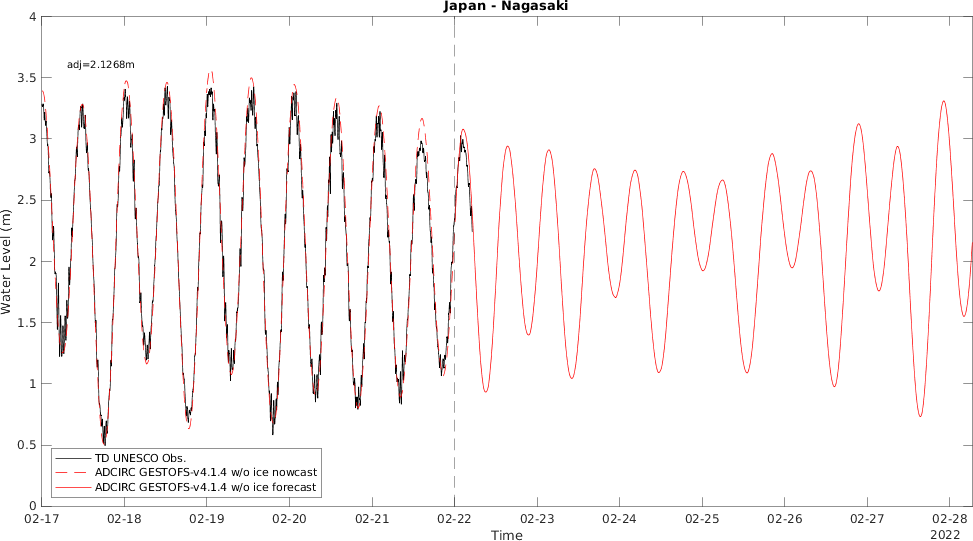 Japan - Nagasaki
4
adj=2.1268m
3.5
3
2.5
2
1.5
1
0.5
0
Water Level (m)
TD UNESCO Obs.
ADCIRC GESTOFS-v4.1.4 w/o ice nowcast
ADCIRC GESTOFS-v4.1.4 w/o ice forecast
02-17 02-18 02-19 02-20 02-21 02-22 02-23 02-24 02-25 02-26 02-27 02-28
Time 2022